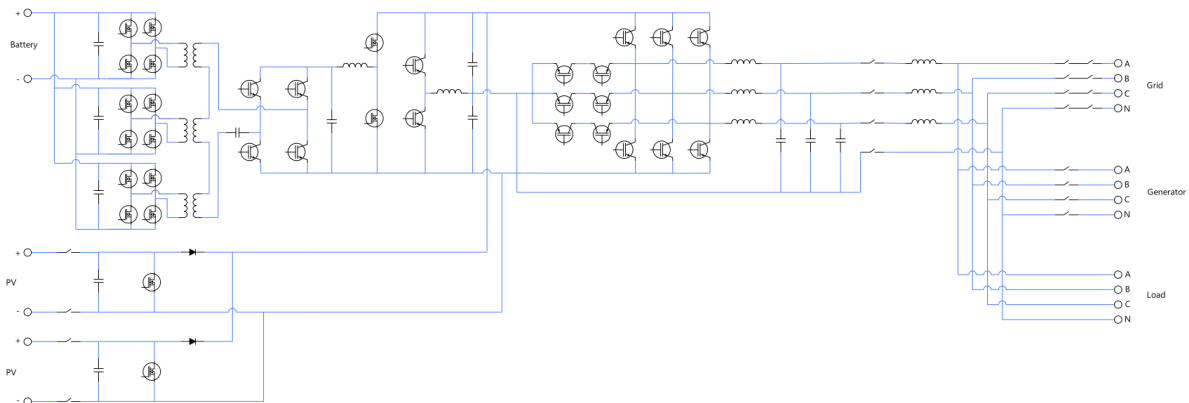 +
Battery
-
A
B
C
N
Grid
A
B
C
N
Generator
+
PV
-
A
B
C
N
Load
+
PV
-